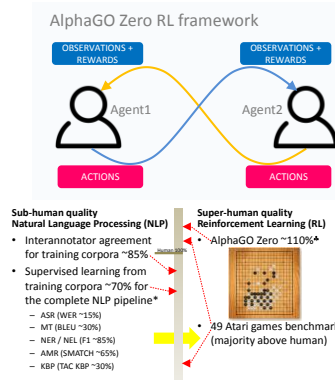 AlphaGO Zero RL framework
OBSERVATIONS +
REWARDS
OBSERVATIONS +
REWARDS
Agent1
Agent2
ACTIONS
ACTIONS
Sub-human quality
Natural Language Processing (NLP)
• Interannotator agreement
for training corpora ~85%
• Supervised learning from
training corpora ~70% for
the complete NLP pipeline*
– ASR (WER ~15%)
– MT (BLEU ~30%)
– NER / NEL (F1 ~85%)
– AMR (SMATCH ~65%)
– KBP (TAC KBP ~30%)
Human 100%
Super-human quality
Reinforcement Learning (RL)
• AlphaGO Zero ~110%♣
• 49 Atari games benchmark
(majority above human)